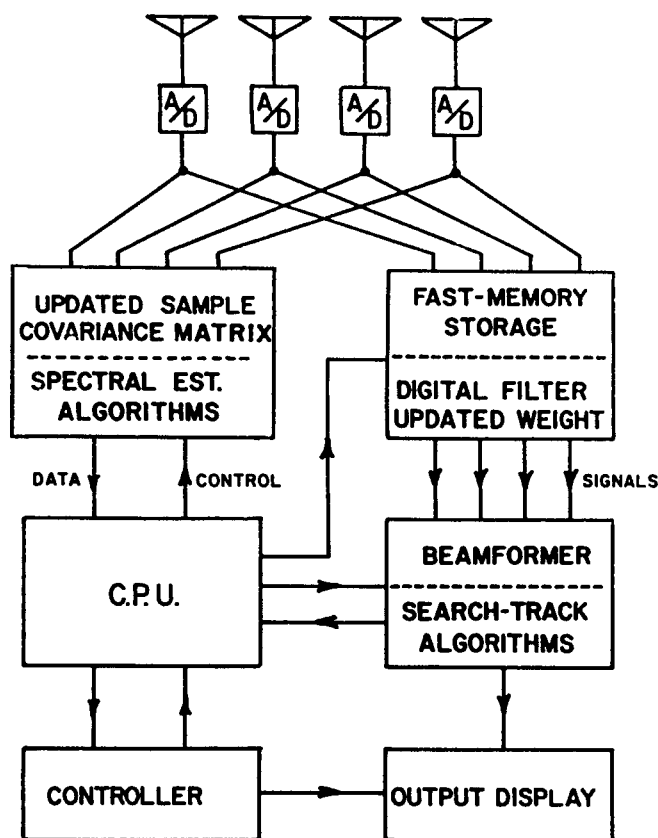 A/D A/D A/D A/D
UPDATED SAMPLE
COVARIANCE MATRIX
SPECTRAL EST.
ALGORITHMS
FAST-MEMORY
STORAGE
DIGITAL FILTER
UPDATED WEIGHT
DATA
CONTROL
SIGNALS
C.P.U.
BEAMFORMER
SEARCH-TRACK
ALGORITHMS
CONTROLLER
OUTPUT DISPLAY